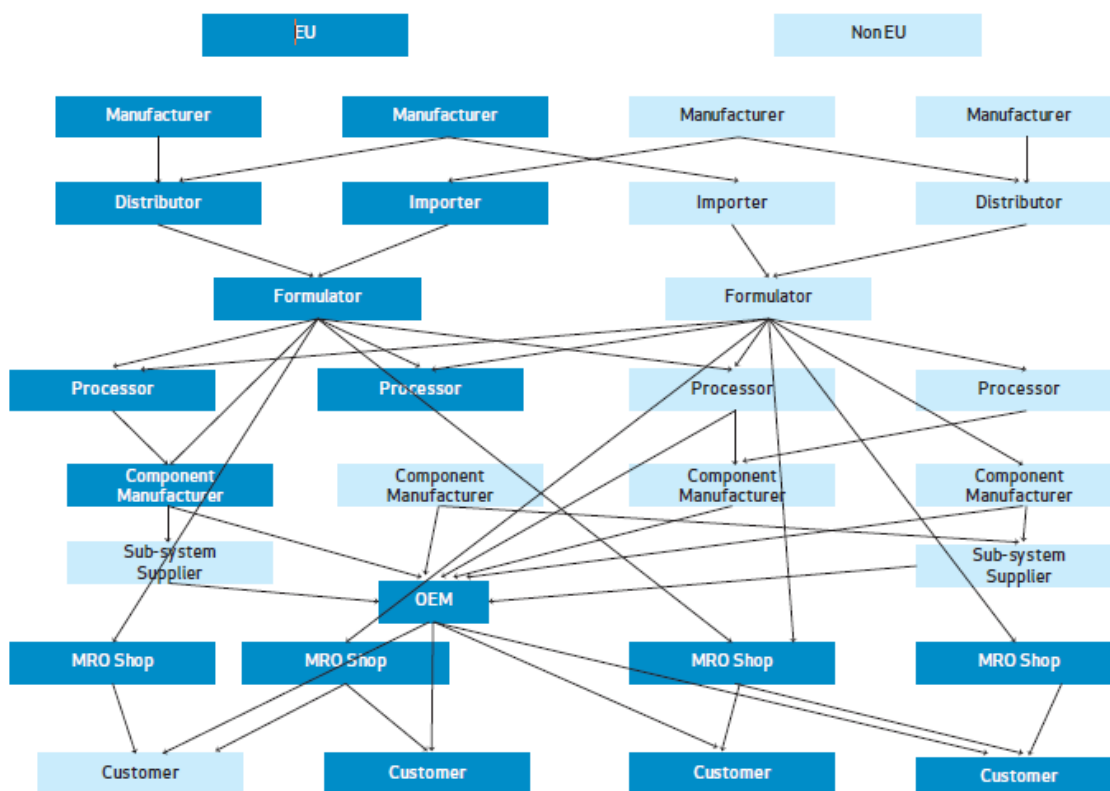 EU
Non EU
Manufacturer
Manufacturer
Manufacturer
Manufacturer
Distributor
Importer
Importer
Distributor
Formulator
Formulator
Processor
Processor
Processor
Processor
Component
Manufacturer
Component
Manufacturer
Component
Manufacturer
Component
Manufacturer
Sub-system
Supplier
Sub-system
Supplier
OEM
MRO Shop
MRO Shop
MRO Shop
MRO Shop
Customer
Customer
Customer
Customer